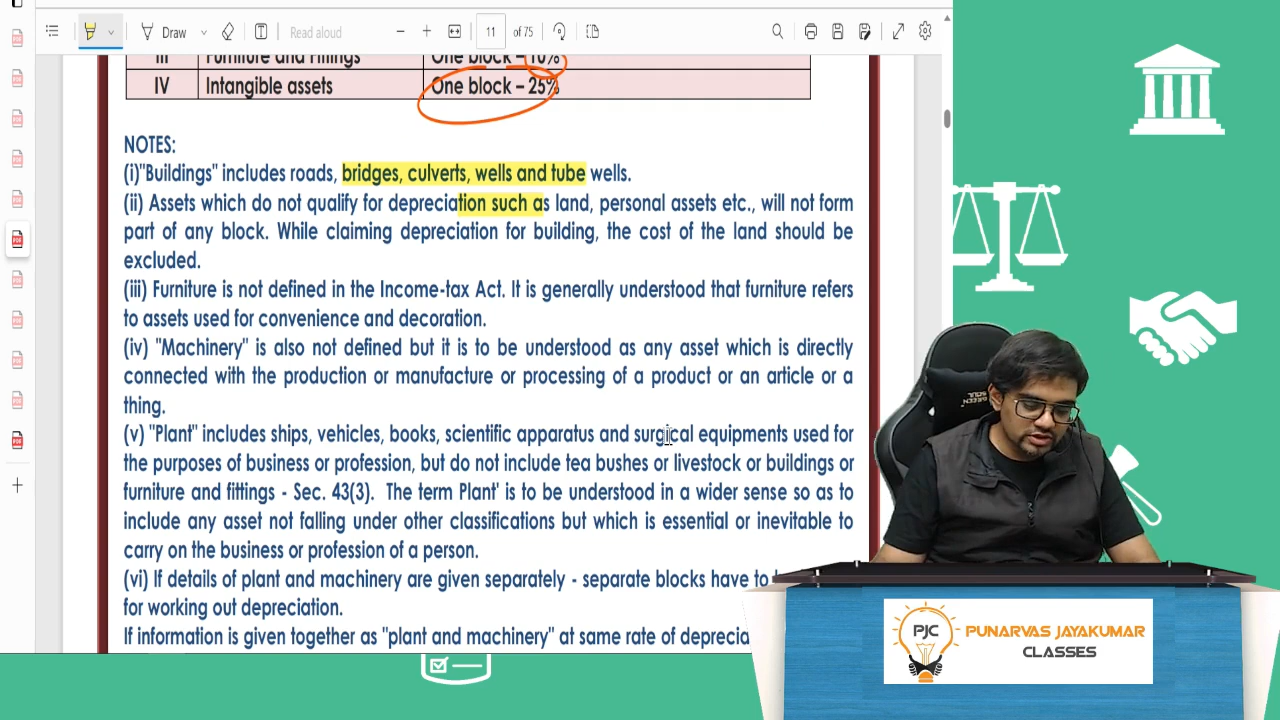 Draw
Read aloud
11
of 75
III Furniture and Fittings One block – 10%
IV Intangible assets One block – 25%
NOTES:
(i)"Buildings" includes roads, bridges, culverts, wells and tube wells.
(ii) Assets which do not qualify for depreciation such as land, personal assets etc., will not form
part of any block. While claiming depreciation for building, the cost of the land should be
excluded.
(iii) Furniture is not defined in the Income-tax Act. It is generally understood that furniture refers
to assets used for convenience and decoration.
(iv) "Machinery" is also not defined but it is to be understood as any asset which is directly
connected with the production or manufacture or processing of a product or an article or a
thing.
(v) "Plant" includes ships, vehicles, books, scientific apparatus and surgical equipments used for
the purposes of business or profession, but do not include tea bushes or livestock or buildings or
furniture and fittings - Sec. 43(3). The term Plant' is to be understood in a wider sense so as to
include any asset not falling under other classifications but which is essential or inevitable to
carry on the business or profession of a person.
(vi) If details of plant and machinery are given separately - separate blocks have to
for working out depreciation.
If information is given together as "plant and machinery" at same rate of
PJC
PUNARVAS JAYAKUMAR
CLASSES